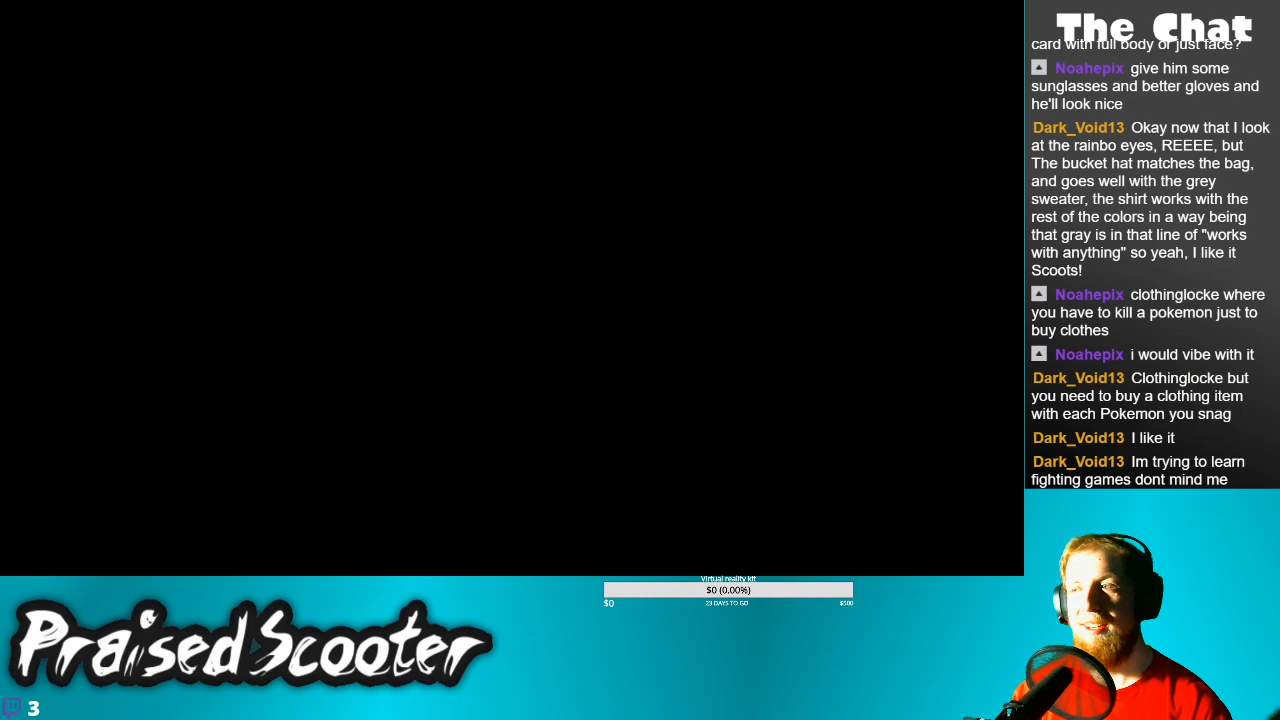 The Chat
card with full body or just face?
Noahepix give him some
sunglasses and better gloves and
he'll look nice
Dark_Void13 Okay now that I look
at the rainbo eyes, REEEE, but
The bucket hat matches the bag,
and goes well with the grey
sweater, the shirt works with the
rest of the colors in a way being
that gray is in that line of "works
with anything" so yeah, I like it
Scoots!
Noahepix clothinglocke where
you have to kill a pokemon just to
buy clothes
Noahepix i would vibe with it
Dark_Void13 Clothinglocke but
you need to buy a clothing item
with each Pokemon you snag
Dark_Void13 I like it
Dark_Void13 Im trying to learn
fighting games dont mind me
Virtual reality kit
$0 (0.00%)
$0 23 DAYS TO GO $500
Praised Scooter
3